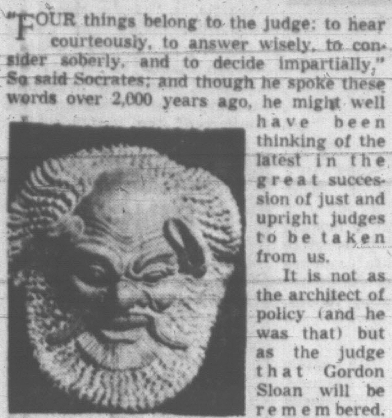 "FOUR things belong to the judge: to hear
courteously, to answer wisely, to con-
sider soberly, and to decide impartially,"
So said Socrates; and though he spoke these
words over 2,000 years ago, he might well
have been
thinking of the
latest in the
great succes-
sion of just and
upright judges
to be taken
from us.
It is not as
the architect of
policy (and he
was that) but
as the judge
that Gordon
Sloan will be
remembered.